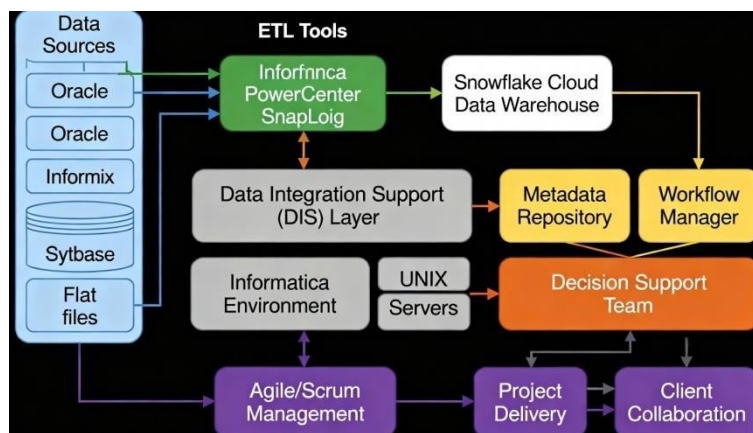 Data
Sources
Oracle
Oracle
Informix
Sytbase
Flat
files
ETL Tools
Inforfnnca
PowerCenter
SnapLoig
Snowflake Cloud
Data Warehouse
Data Integration Support
(DIS) Layer
Metadata
Repository
Workflow
Manager
Informatica
Environment
UNIX
Servers
Decision Support
Team
Agile/Scrum
Management
Project
Delivery
Client
Collaboration